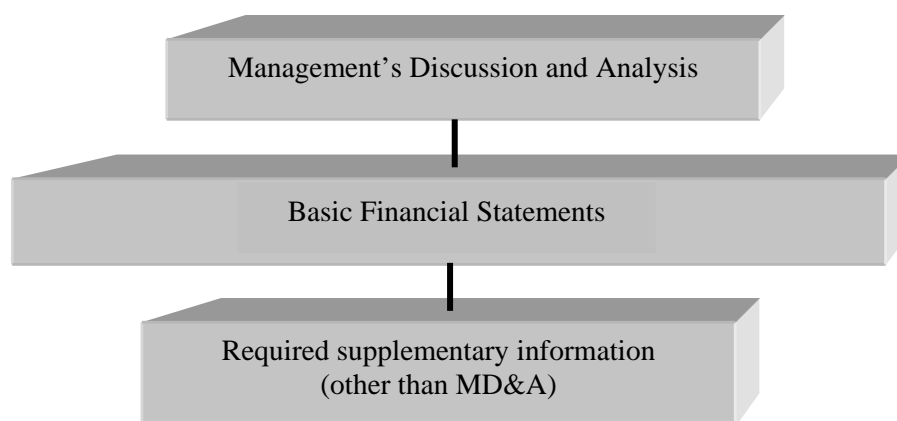 Management’s Discussion and Analysis
Basic Financial Statements
Required supplementary information
(other than MD&A)